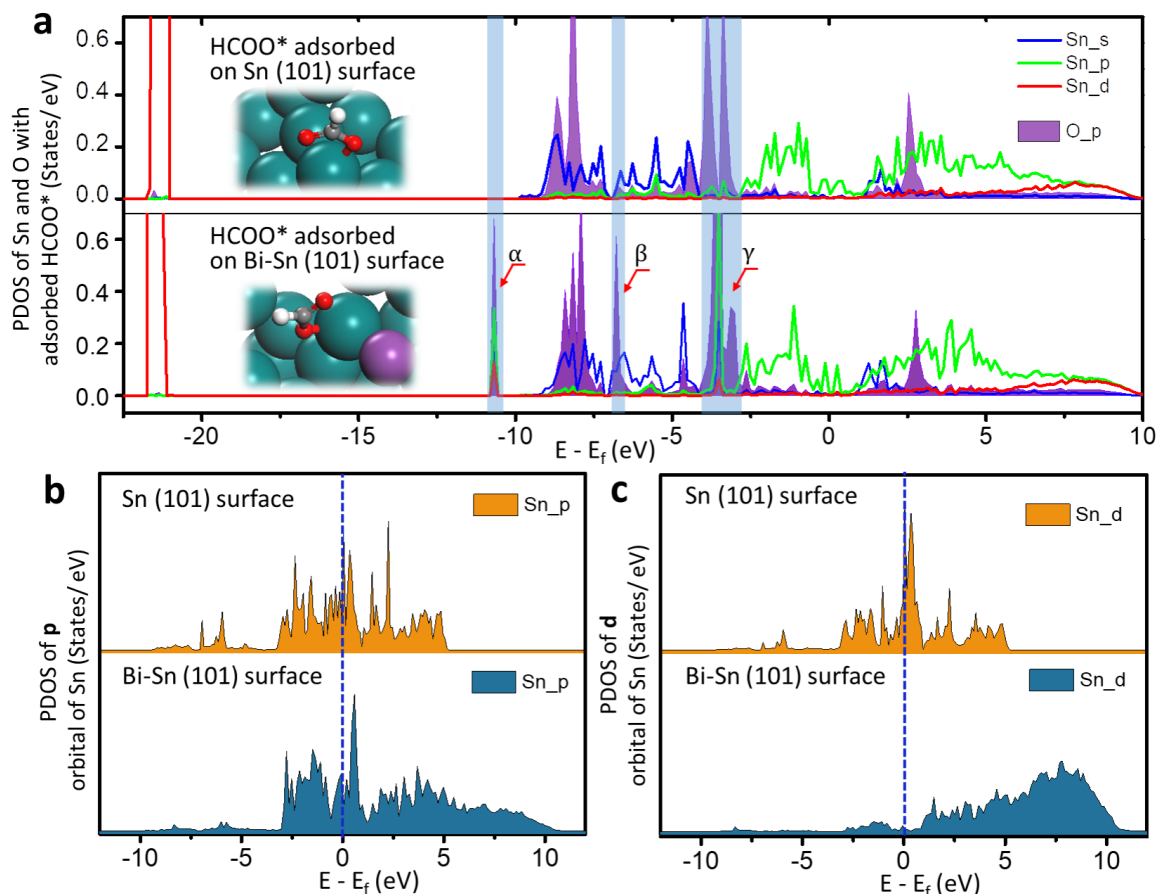 a
PDOS of Sn and O with
adsorbed HCOO* (States/ eV)
0.6
0.4
0.2
0.0
HCOO* adsorbed
on Sn (101) surface
Sn_s
Sn_p
Sn_d
O_p
0.6
0.4
0.2
0.0
HCOO* adsorbed
on Bi-Sn (101) surface
α
β
γ
-20
-15
-10
-5
0
5
10
E - Ef (eV)
b
PDOS of p
orbital of Sn (States/ eV)
Sn (101) surface
Sn_p
Bi-Sn (101) surface
Sn_p
-10
-5
0
5
10
E - Ef (eV)
c
PDOS of d
orbital of Sn (States/ eV)
Sn (101) surface
Sn_d
Bi-Sn (101) surface
Sn_d
-10
-5
0
5
10
E - Ef (eV)